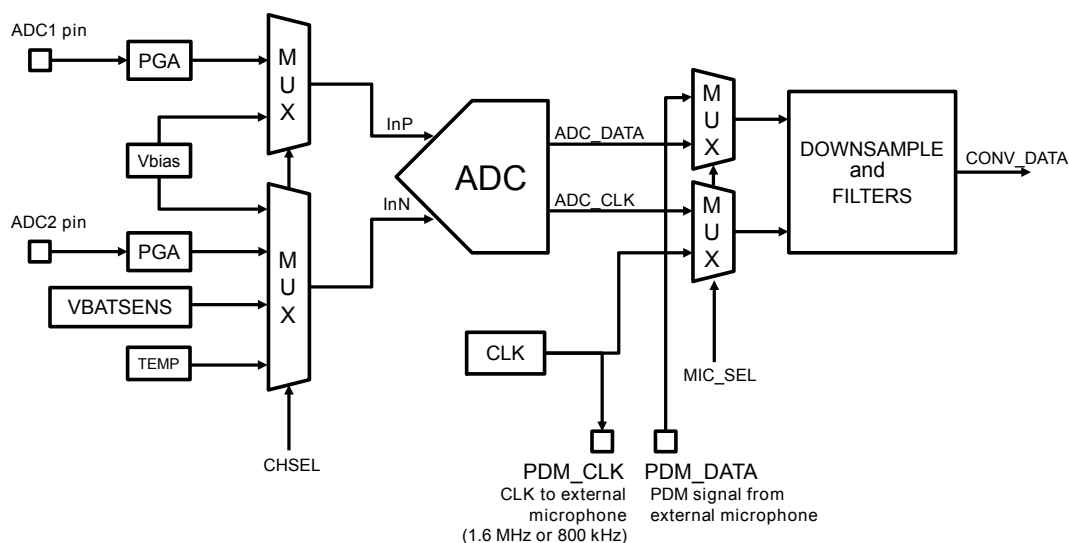 ADC1 pin
PGA
M
U
X
Vbias
InP
ADC2 pin
PGA
VBATSENS
TEMP
M
U
X
InN
CHSEL
ADC
ADC_DATA
ADC_CLK
M
U
X
M
U
X
CLK
MIC_SEL
DOWNSAMPLE
and
FILTERS
CONV_DATA
PDM_CLK
CLK to external
microphone
(1.6 MHz or 800 kHz)
PDM_DATA
PDM signal from
external microphone